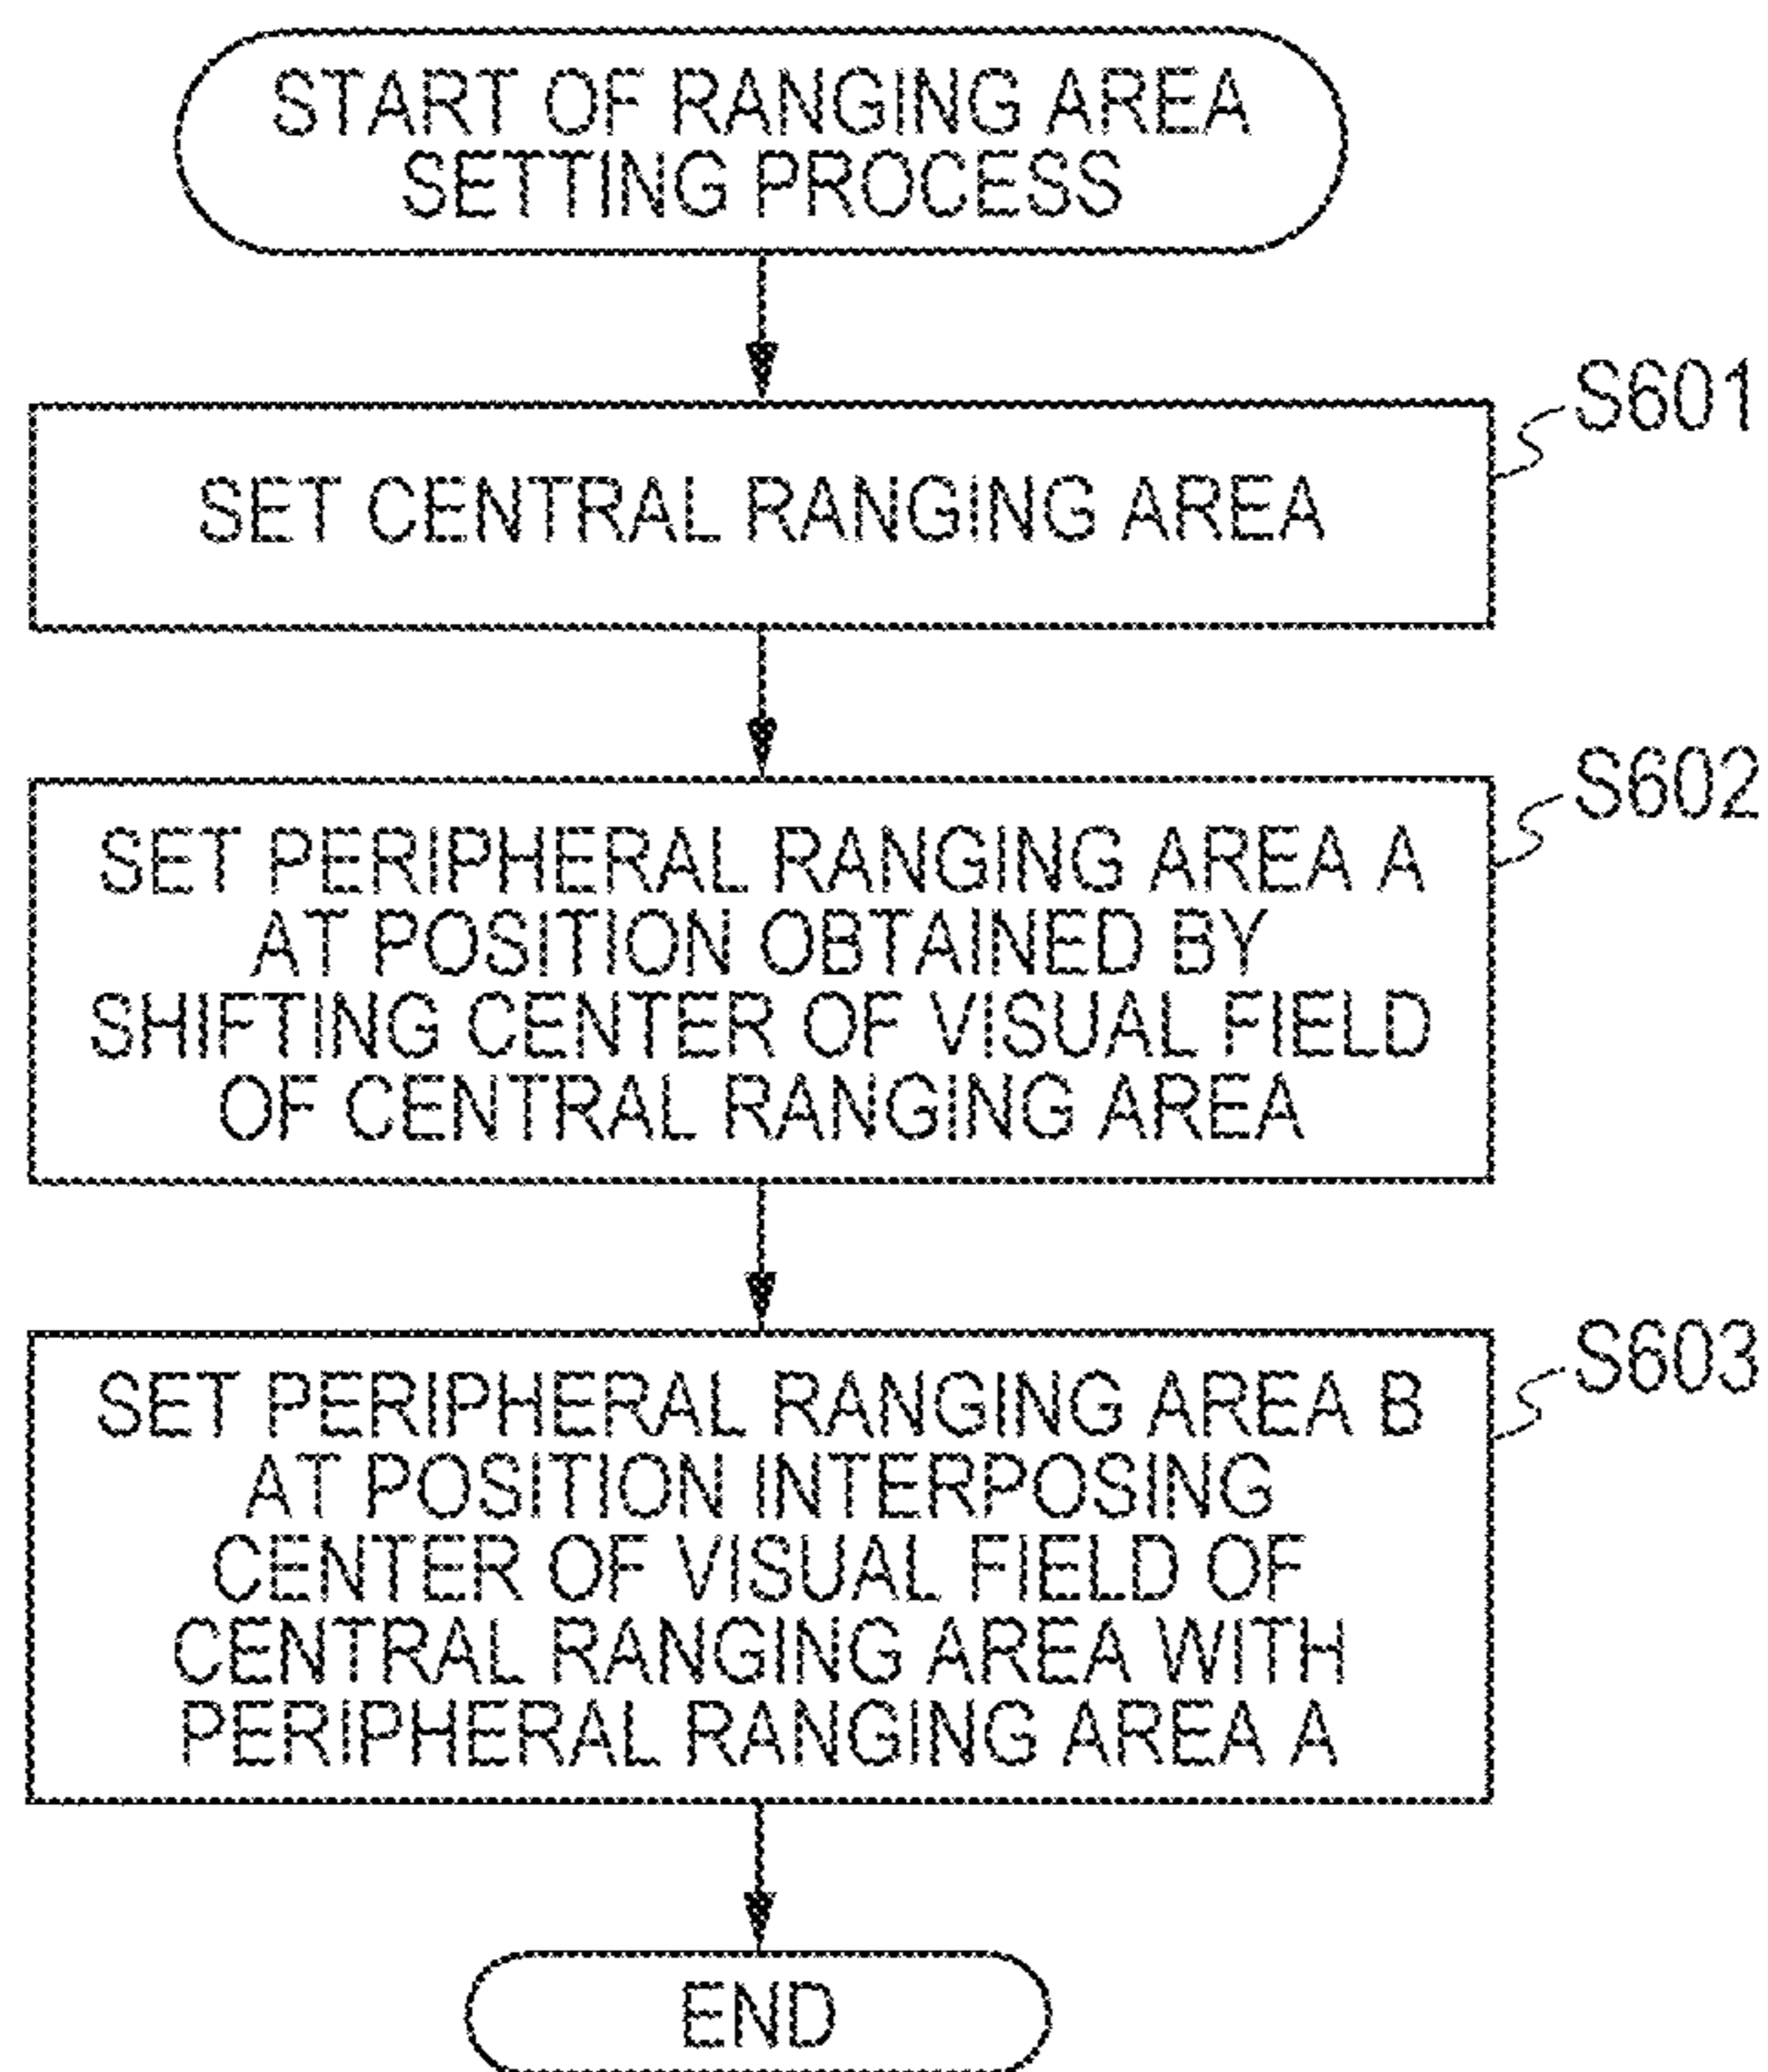 START OF RANGING AREA
SETTING PROCESS
S601
SET CENTRAL RANGING AREA
S602
SET PERIPHERAL RANGING AREA A
AT POSITION OBTAINED BY
SHIFTING CENTER OF VISUAL FIELD
OF CENTRAL RANGING AREA
S603
SET PERIPHERAL RANGING AREA B
AT POSITION INTERPOSING
CENTER OF VISUAL FIELD OF
CENTRAL RANGING AREA WITH
PERIPHERAL RANGING AREA A
END